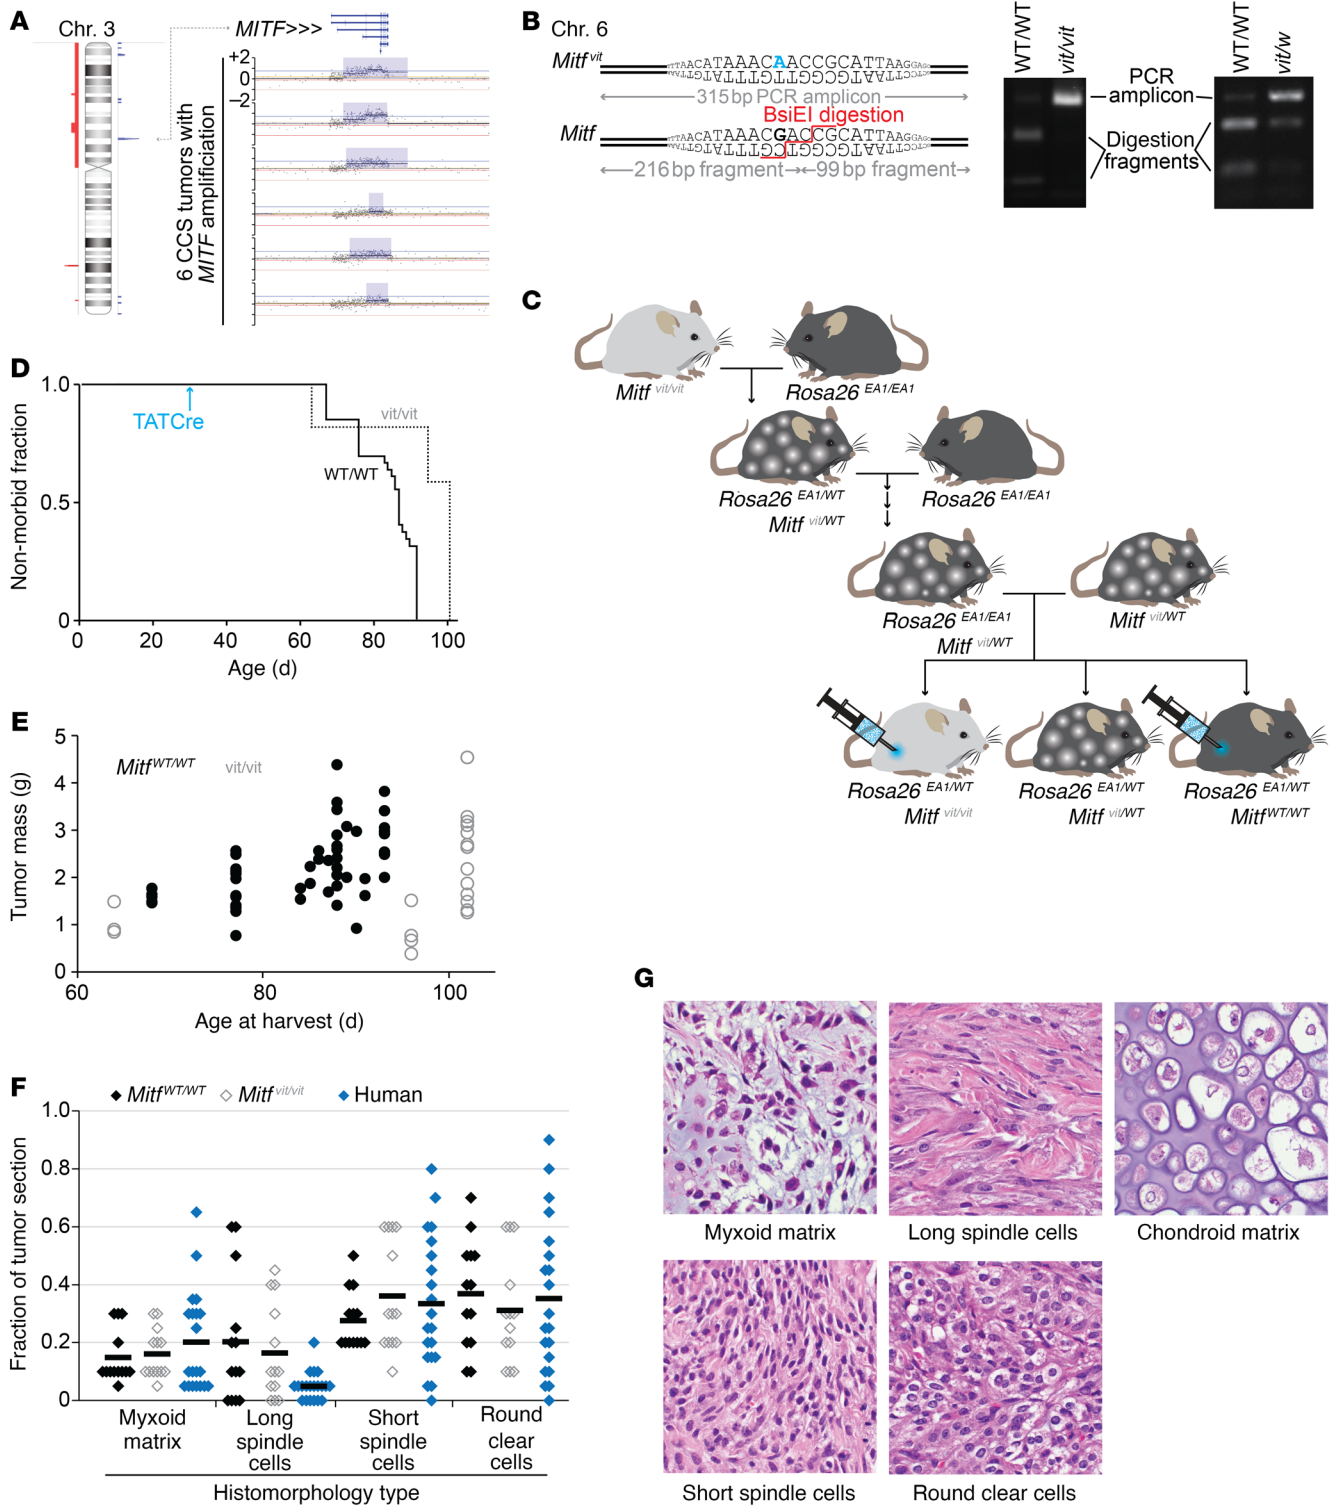 A
Chr. 3
MITF>>>
+2
0
–2
6 CCS tumors with
MITF amplificiation
B
Chr. 6
Mitf vit
TTTAACATAAACAACCGCATTAAGGAGG
315 bp PCR amplicon
BsiEI digestion
Mitf
216 bp fragment
99 bp fragment
WT/WT
vit/vit
PCR
amplicon
Digestion
fragments
WT/WT
vit/w
C
Mitf vit/vit
Rosa26 EA1/EA1
Rosa26 EA1/WT
Mitf vit/WT
Rosa26 EA1/EA1
Rosa26 EA1/EA1
Mitf vit/WT
Mitf vit/WT
Rosa26 EA1/WT
Mitf vit/vit
Rosa26 EA1/WT
Mitf vit/WT
Rosa26 EA1/WT
Mitf WT/WT
D
Non-morbid fraction
1.0
0.5
0
TATCre
vit/vit
WT/WT
0 20 40 60 80 100
Age (d)
E
Tumor mass (g)
5
4
3
2
1
0
Mitf WT/WT
vit/vit
60 80 100
Age at harvest (d)
F
Mitf WT/WT
Mitf vit/vit
Human
Fraction of tumor section
1.0
0.8
0.6
0.4
0.2
0
Myxoid
matrix
Long
spindle
cells
Short
spindle
cells
Round
clear
cells
Histomorphology type
G
Myxoid matrix
Long spindle cells
Chondroid matrix
Short spindle cells
Round clear cells